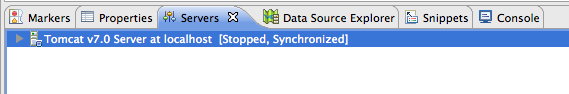 Markers Properties Servers Data Source Explorer Snippets Console
Tomcat v7.0 Server at localhost [Stopped, Synchronized]